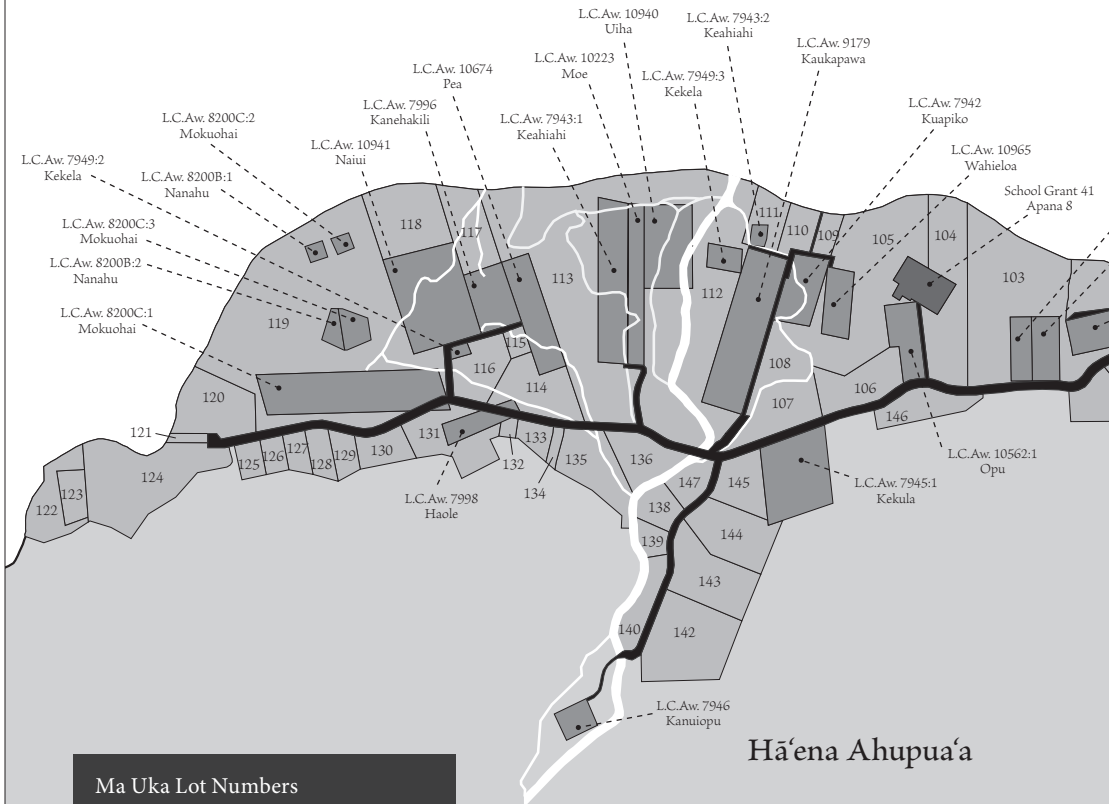 L.C.Aw. 10940
Uiha
L.C.Aw. 7943:2
Keahiahi
L.C.Aw. 9179
Kaukapawa
L.C.Aw. 10223
Moe
L.C.Aw. 10674
Pea
L.C.Aw. 7949:3
Kekela
L.C.Aw. 7996
Kanehakili
L.C.Aw. 7942
Kuapiko
L.C.Aw. 8200C:2
Mokuohai
L.C.Aw. 7943:1
Keahiahi
L.C.Aw. 10941
Naiui
L.C.Aw. 10965
Wahieloa
L.C.Aw. 7949:2
Kekela
L.C.Aw. 8200B:1
Nanahu
School Grant 41
Apana 8
L.C.Aw. 8200C:3
Mokuohai
L.C.Aw. 8200B:2
Nanahu
L.C.Aw. 8200C:1
Mokuohai
118
117
111
110
109
105
104
113
112
103
119
115
116
108
114
106
120
107
146
121
131
133
125
126
127
128
129
130
132
134
135
136
124
123
122
147
145
138
139
144
143
140
142
L.C.Aw. 10562:1
Opu
L.C.Aw. 7945:1
Kekula
L.C.Aw. 7998
Haole
L.C.Aw. 7946
Kanuiopu
Hā‘ena Ahupua‘a
Ma Uka Lot Numbers